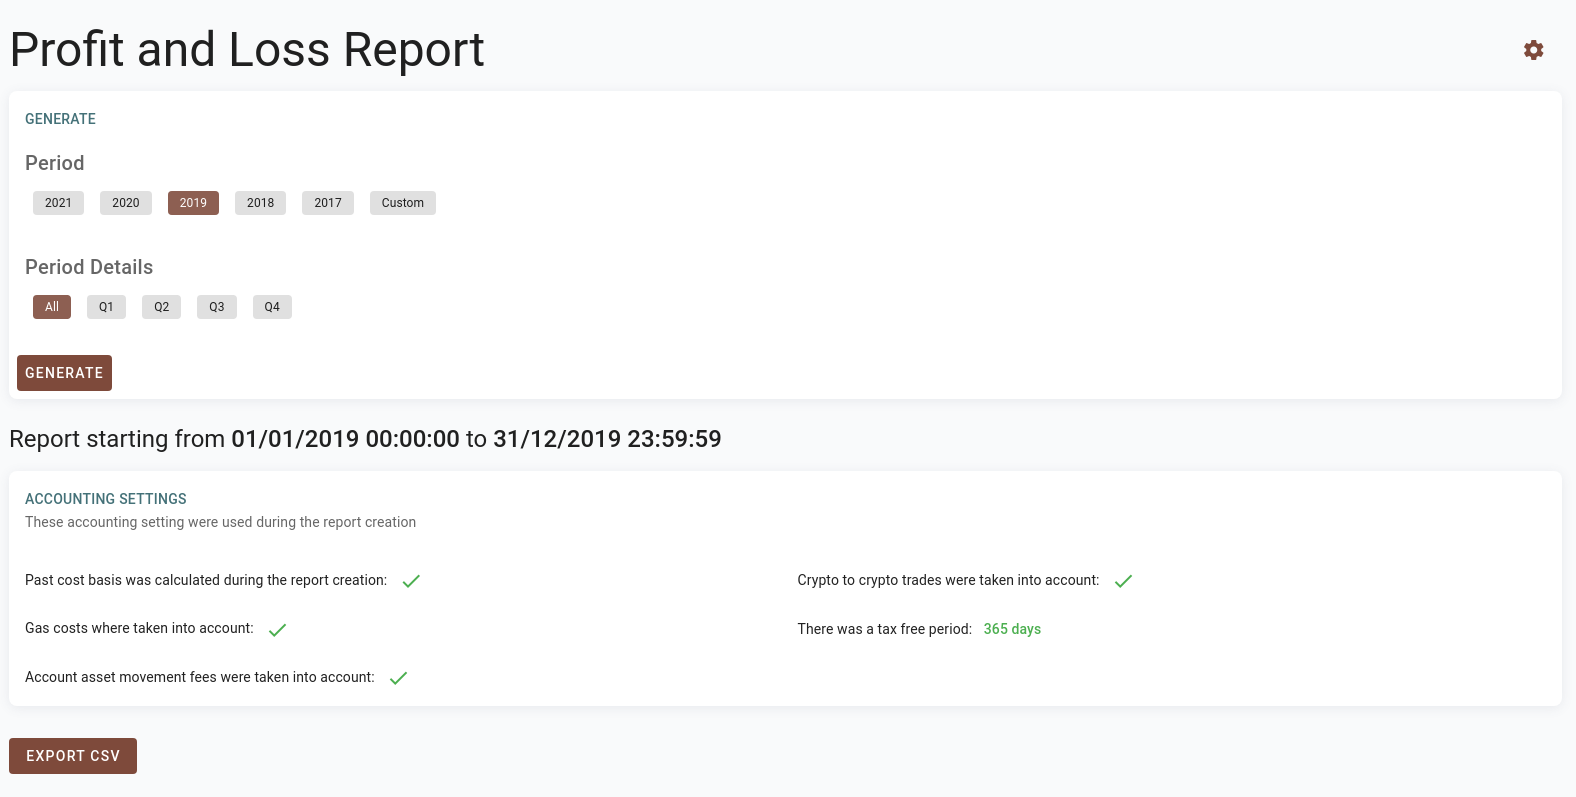 Profit and Loss Report
GENERATE
Period
2021 2020 2019 2018 2017 Custom
Period Details
All Q1 Q2 Q3 Q4
GENERATE
Report starting from 01/01/2019 00:00:00 to 31/12/2019 23:59:59
ACCOUNTING SETTINGS
These accounting setting were used during the report creation
Past cost basis was calculated during the report creation:
Crypto to crypto trades were taken into account:
Gas costs where taken into account:
There was a tax free period: 365 days
Account asset movement fees were taken into account:
EXPORT CSV